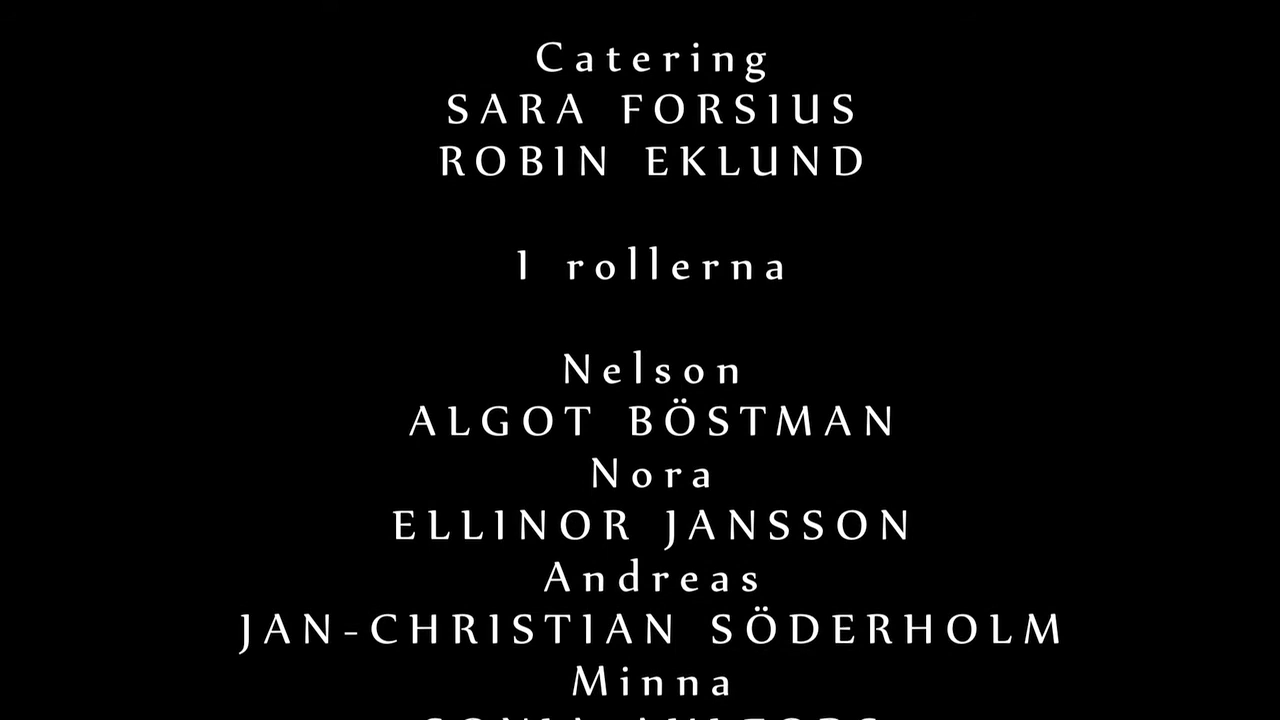 Catering
SARA FORSIUS
ROBIN EKLUND
I rollerna
Nelson
ALGOT BÖSTMAN
Nora
ELLINOR JANSSON
Andreas
JAN-CHRISTIAN SÖDERHOLM
Minna